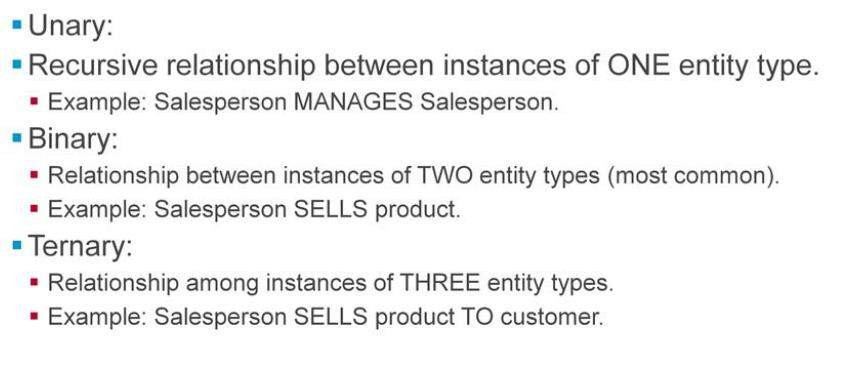 Unary:
Recursive relationship between instances of ONE entity type.
Example: Salesperson MANAGES Salesperson.
Binary:
Relationship between instances of TWO entity types (most common).
Example: Salesperson SELLS product.
Ternary:
Relationship among instances of THREE entity types.
Example: Salesperson SELLS product TO customer.